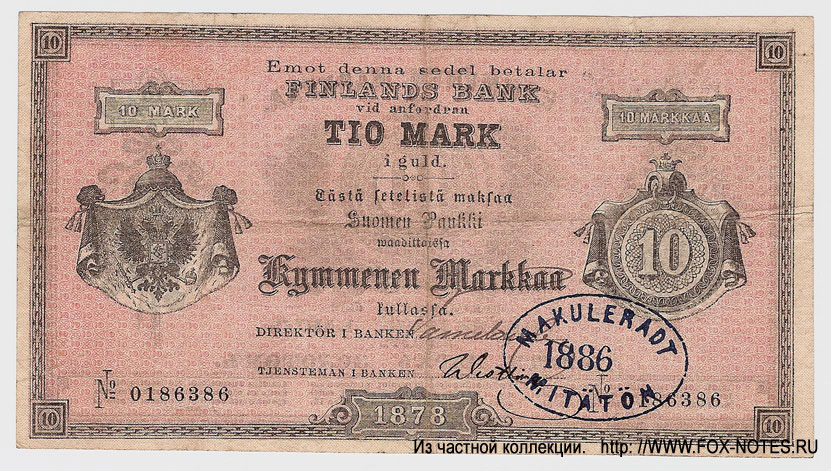 10
10
Emot denna sedel betalar
FINLANDS BANK
vid anfordran
10 MARK
TIO MARK
10 MARKKAA
i guld.
Tästä setelistä maksaa
Suomen Pankki
waadittaissa
10
Kymmenen Markkaa
kullassa.
DIREKTÖR I BANKEN
MAKULERADT
1886
MITÄTÖN
TJENSTEMAN I BANKEN
No 0186386
No 86386
10
1878
10
Из частной коллекции. http://WWW.FOX-NOTES.RU